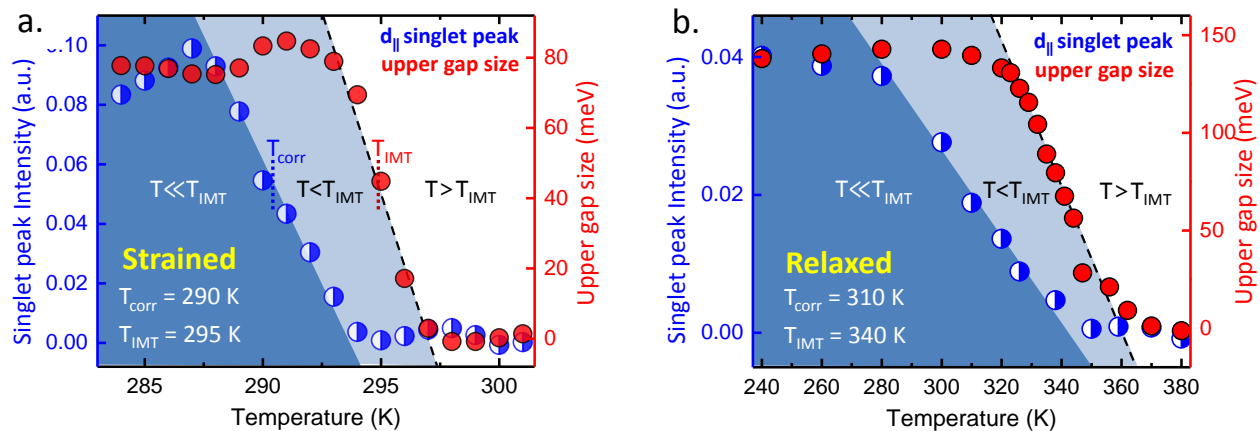 a.
d∥ singlet peak
upper gap size
Singlet peak Intensity (a.u.)
0.10
0.08
0.06
0.04
0.02
0.00
Tcorr
TIMT
T≪TIMT
T<TIMT
T>TIMT
Strained
Tcorr = 290 K
TIMT = 295 K
80
60
40
20
0
Upper gap size (meV)
285 290 295 300
Temperature (K)
b.
d∥ singlet peak
upper gap size
Singlet peak Intensity (a.u.)
0.04
0.02
0.00
T≪TIMT
T<TIMT
T>TIMT
Relaxed
Tcorr = 310 K
TIMT = 340 K
150
100
50
0
Upper gap size (meV)
240 260 280 300 320 340 360 380
Temperature (K)